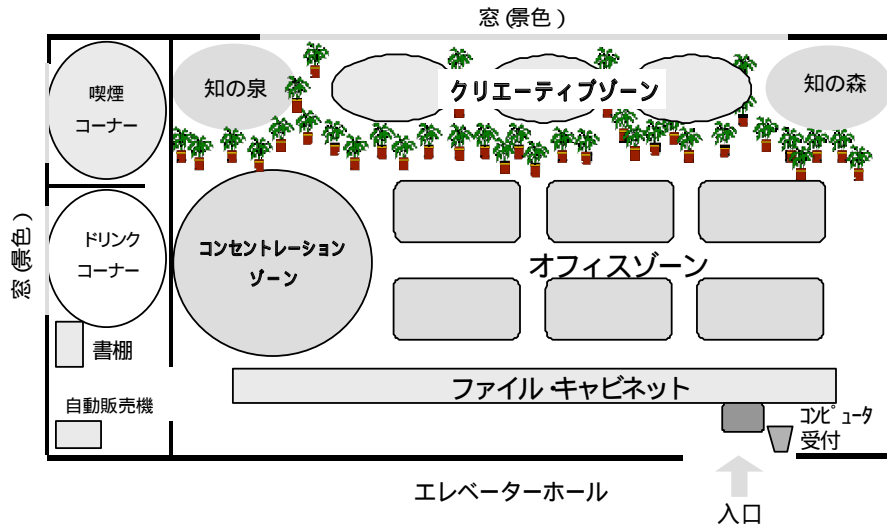 窓（景色）
喫煙
コーナー
知の泉
クリエーティブゾーン
知の森
窓（景色）
ドリンク
コーナー
コンセントレーション
ゾーン
オフィスゾーン
書棚
ファイル・キャビネット
自動販売機
コンピュータ
受付
エレベーターホール
入口